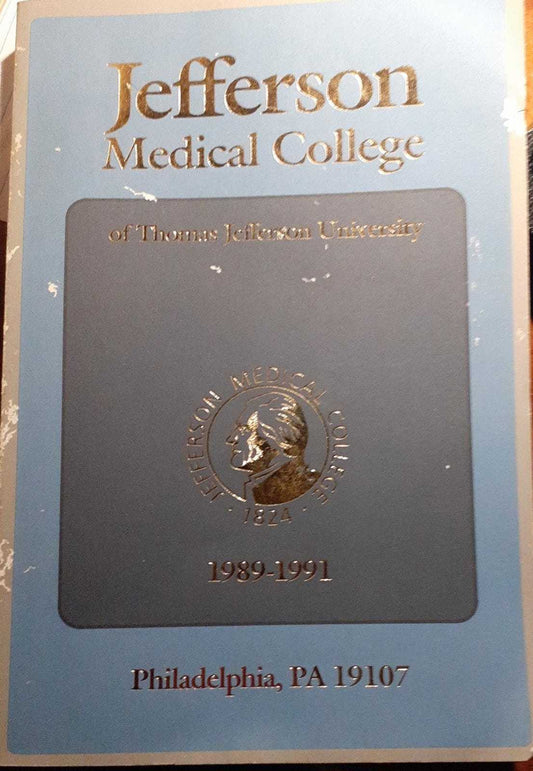 Jefferson
Medical College
of Thomas Jefferson University
JEFFERSON MEDICAL COLLEGE
· 1824 ·
1989-1991
Philadelphia, PA 19107